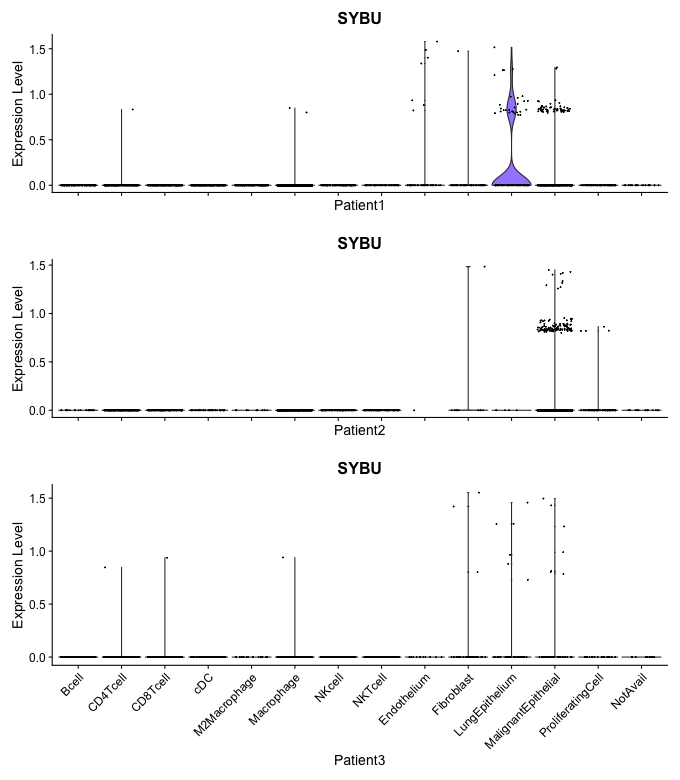 SYBU
Expression Level
1.5
1.0
0.5
0.0
Patient1
SYBU
Expression Level
1.5
1.0
0.5
0.0
Patient2
SYBU
Expression Level
1.5
1.0
0.5
0.0
Bcell
CD4Tcell
CD8Tcell
cDC
M2Macrophage
Macrophage
NKcell
NKTcell
Endothelium
Fibroblast
LungEpithelium
MalignantEpithelial
ProliferatingCell
NotAvail
Patient3